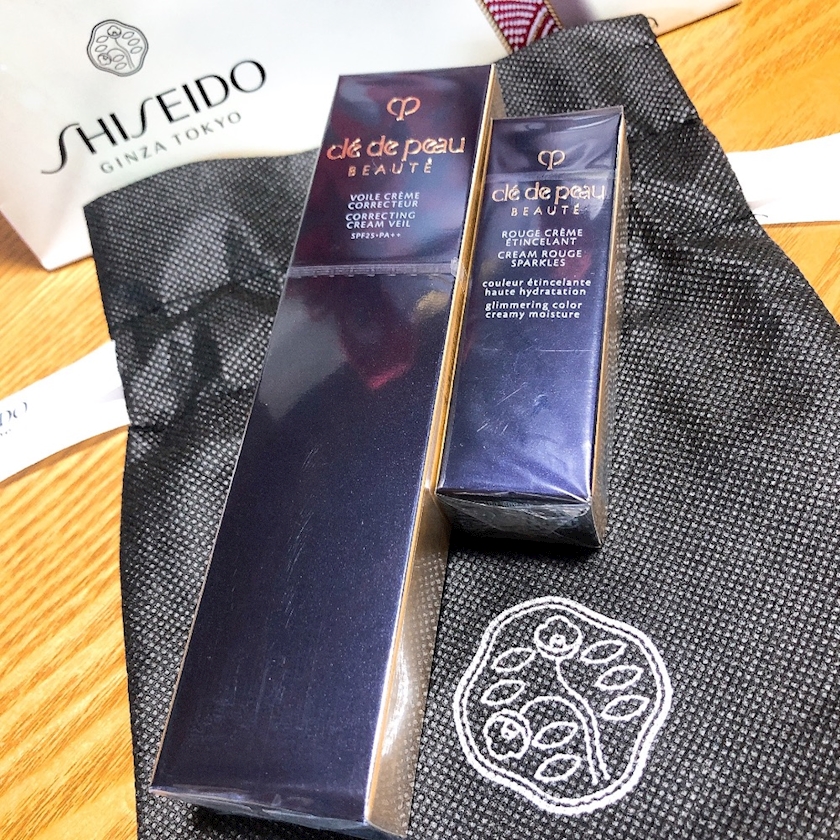 SHISEIDO
GINZA TOKYO
clé de peau
BEAUTÉ
VOILE CRÈME
CORRECTEUR
CORRECTING
CREAM VEIL
SPF25•PA++
clé de peau
BEAUTÉ
ROUGE CRÈME
ÉTINCELANT
CREAM ROUGE
SPARKLES
couleur étincelante
haute hydratation
glimmering color
creamy moisture